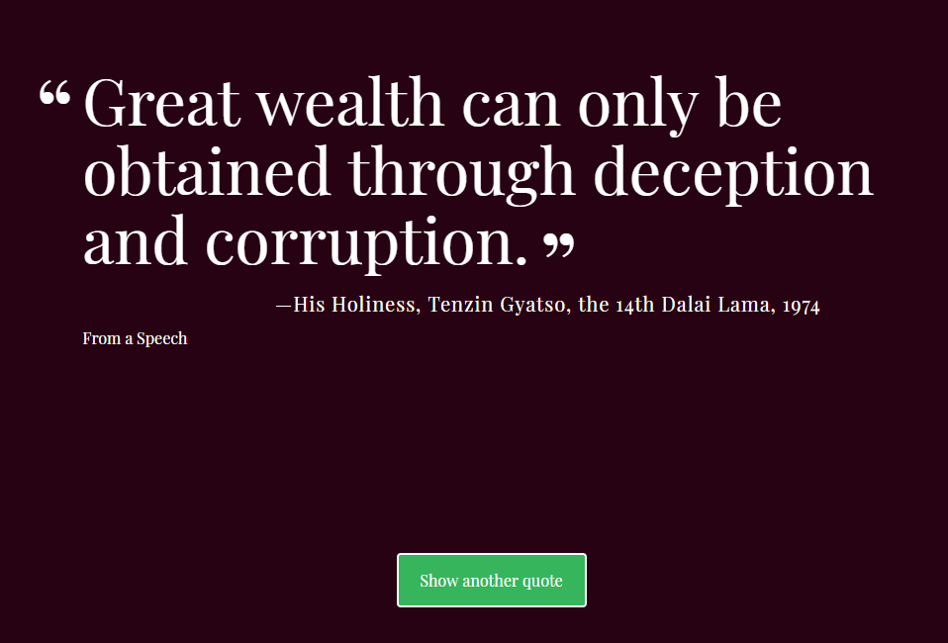 “ Great wealth can only be
obtained through deception
and corruption. ”
—His Holiness, Tenzin Gyatso, the 14th Dalai Lama, 1974
From a Speech
Show another quote